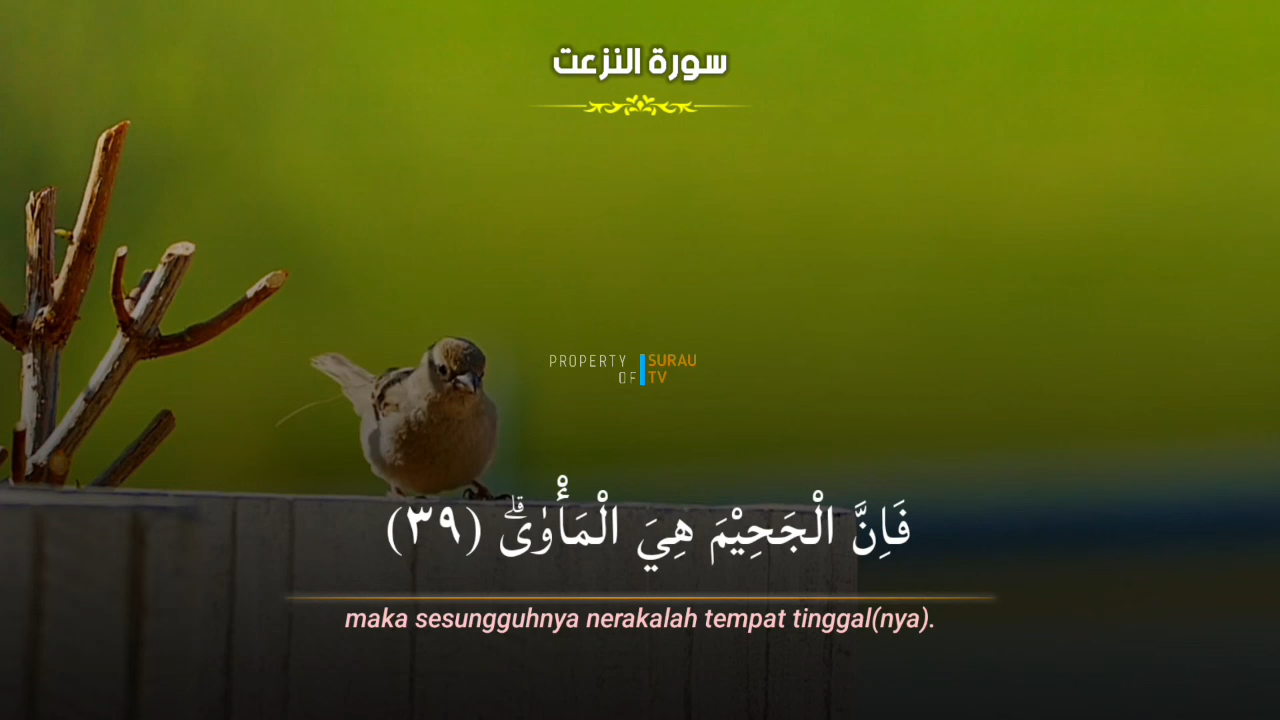 سورة النزعت
PROPERTY OF
SURAU TV
فَاِنَّ الْجَحِيْمَ هِيَ الْمَأْوٰىۗ (٣٩)
maka sesungguhnya nerakalah tempat tinggal(nya).